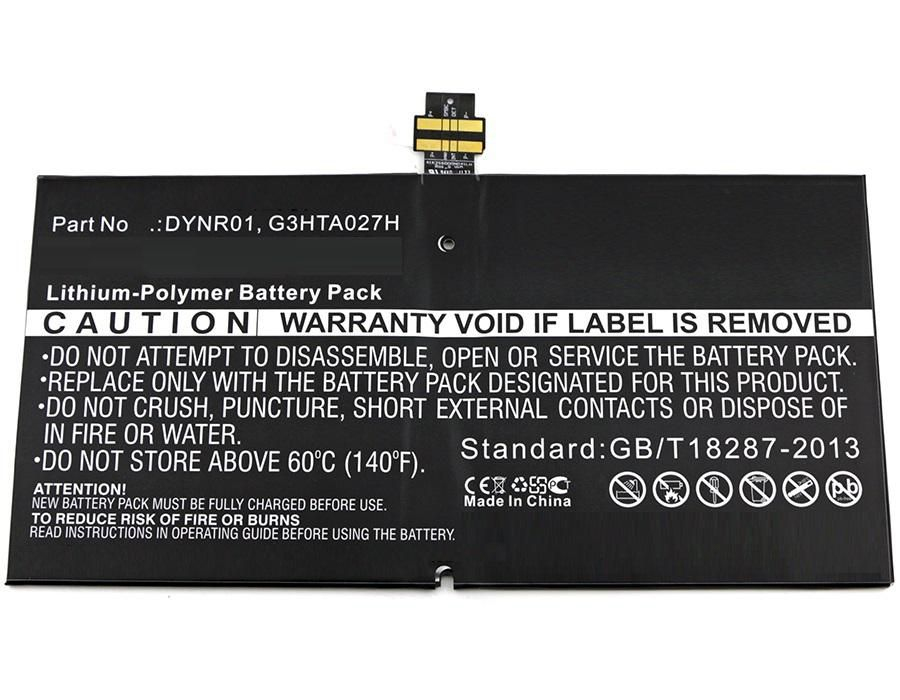 Part No .:DYNR01, G3HTA027H
Lithium-Polymer Battery Pack
CAUTION WARRANTY VOID IF LABEL IS REMOVED
•DO NOT ATTEMPT TO DISASSEMBLE, OPEN OR SERVICE THE BATTERY PACK.
•REPLACE ONLY WITH THE BATTERY PACK DESIGNATED FOR THIS PRODUCT.
•DO NOT CRUSH, PUNCTURE, SHORT EXTERNAL CONTACTS OR DISPOSE OF
IN FIRE OR WATER.
•DO NOT STORE ABOVE 60°C (140°F).
Standard:GB/T18287-2013
ATTENTION!
NEW BATTERY PACK MUST BE FULLY CHARGED BEFORE USE.
TO REDUCE RISK OF FIRE OR BURNS
READ INSTRUCTIONS IN OPERATING GUIDE BEFORE USING THE BATTERY.
CE
Made In China
Pb